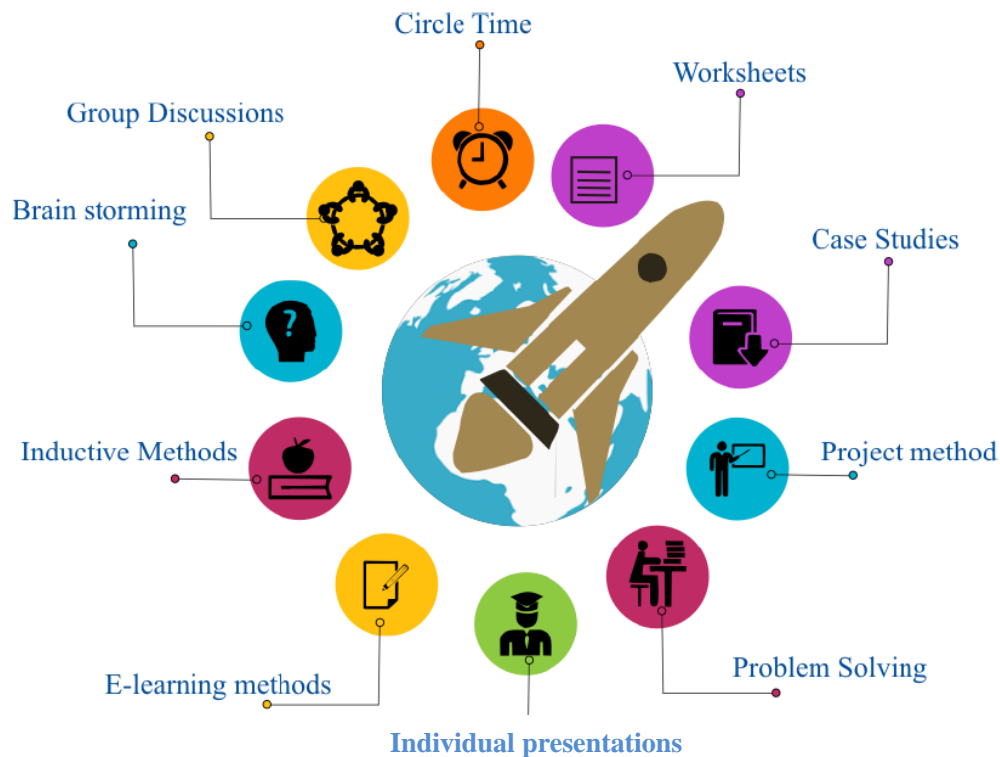 Circle Time
Worksheets
Group Discussions
Brain storming
Case Studies
?
Inductive Methods
Project method
E-learning methods
Problem Solving
Individual presentations